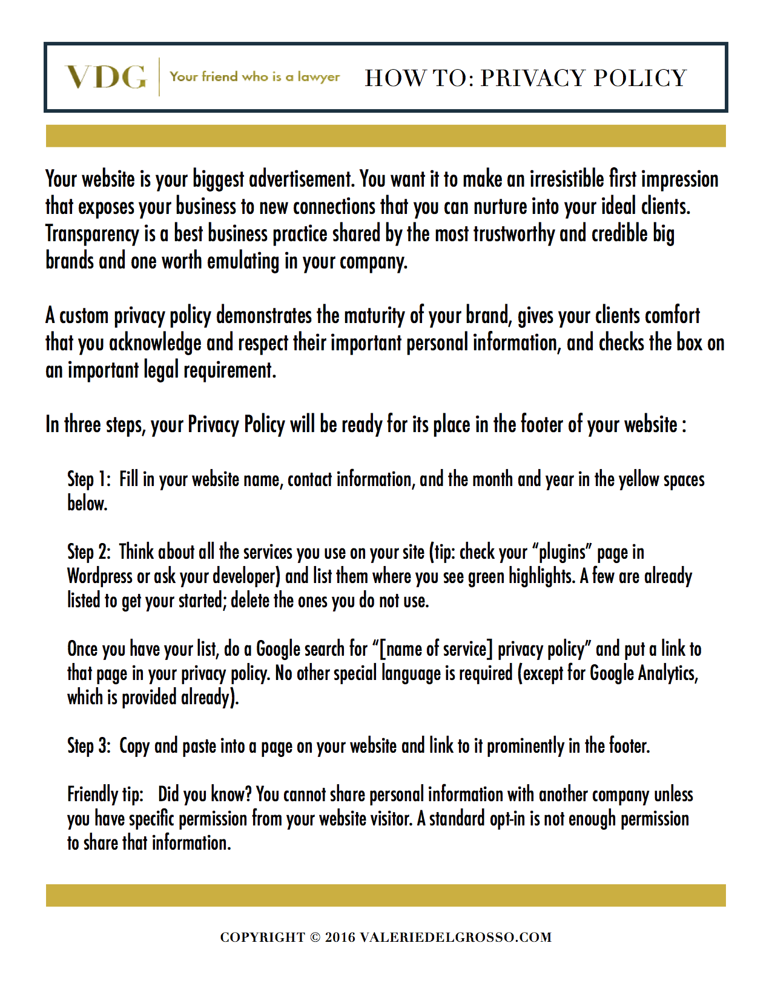 VDG | Your friend who is a lawyer HOW TO: PRIVACY POLICY
Your website is your biggest advertisement. You want it to make an irresistible first impression
that exposes your business to new connections that you can nurture into your ideal clients.
Transparency is a best business practice shared by the most trustworthy and credible big
brands and one worth emulating in your company.
A custom privacy policy demonstrates the maturity of your brand, gives your clients comfort
that you acknowledge and respect their important personal information, and checks the box on
an important legal requirement.
In three steps, your Privacy Policy will be ready for its place in the footer of your website :
Step 1:  Fill in your website name, contact information, and the month and year in the yellow spaces
below.
Step 2:  Think about all the services you use on your site (tip: check your “plugins” page in
Wordpress or ask your developer) and list them where you see green highlights. A few are already
listed to get your started; delete the ones you do not use.
Once you have your list, do a Google search for “[name of service] privacy policy” and put a link to
that page in your privacy policy. No other special language is required (except for Google Analytics,
which is provided already).
Step 3:  Copy and paste into a page on your website and link to it prominently in the footer.
Friendly tip:   Did you know? You cannot share personal information with another company unless
you have specific permission from your website visitor. A standard opt-in is not enough permission
to share that information.
COPYRIGHT © 2016 VALERIEDELGROSSO.COM